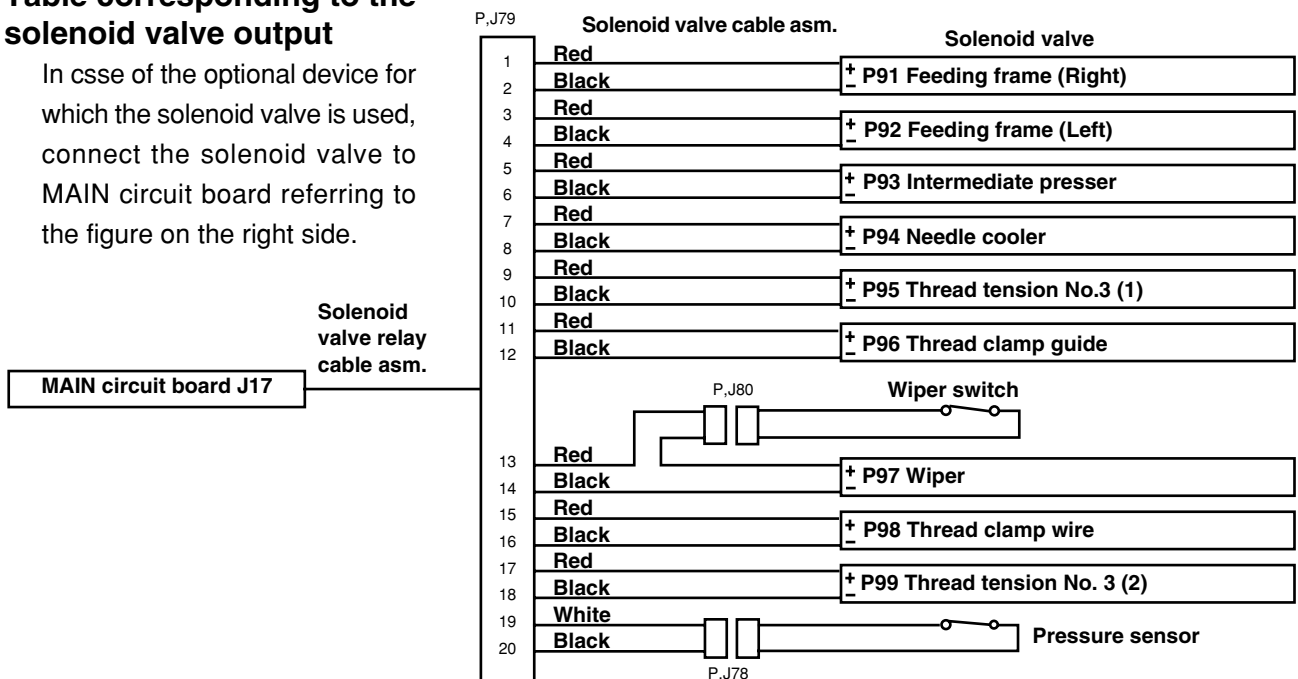 Table corresponding to the
solenoid valve output
In csse of the optional device for
which the solenoid valve is used,
connect the solenoid valve to
MAIN circuit board referring to
the figure on the right side.
Solenoid
valve relay
cable asm.
MAIN circuit board J17
P,J79
Solenoid valve cable asm.
Solenoid valve
1 Red
2 Black
+ − P91 Feeding frame (Right)
3 Red
4 Black
+ − P92 Feeding frame (Left)
5 Red
6 Black
+ − P93 Intermediate presser
7 Red
8 Black
+ − P94 Needle cooler
9 Red
10 Black
+ − P95 Thread tension No.3 (1)
11 Red
12 Black
+ − P96 Thread clamp guide
P,J80
Wiper switch
13 Red
14 Black
+ − P97 Wiper
15 Red
16 Black
+ − P98 Thread clamp wire
17 Red
18 Black
+ − P99 Thread tension No. 3 (2)
19 White
20 Black
Pressure sensor
P,J78